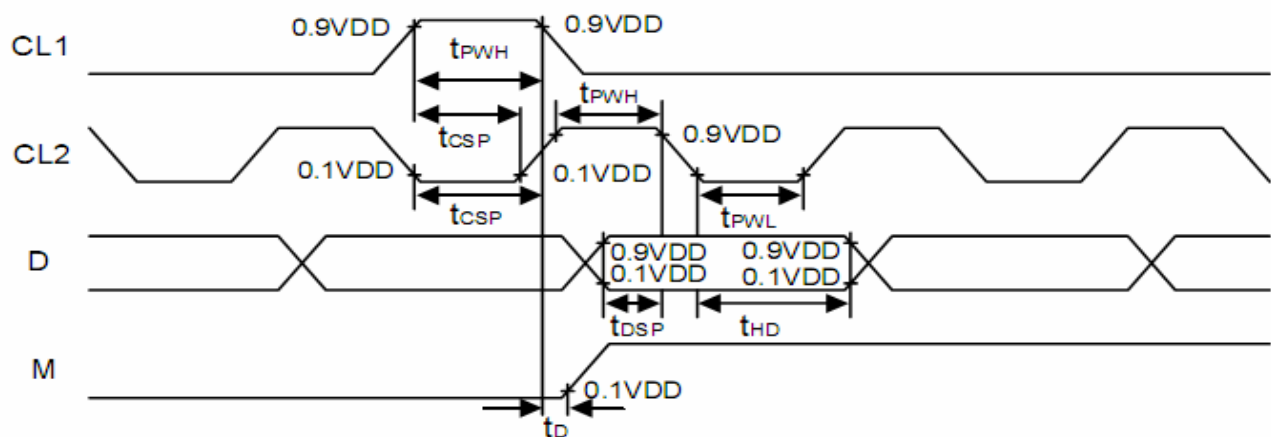 CL1
0.9VDD
0.9VDD
tPWH
tPWH
tCSP
CL2
0.9VDD
0.1VDD
0.1VDD
tCSP
tPWL
D
0.9VDD
0.9VDD
0.1VDD
0.1VDD
tDSP
tHD
M
0.1VDD
tD